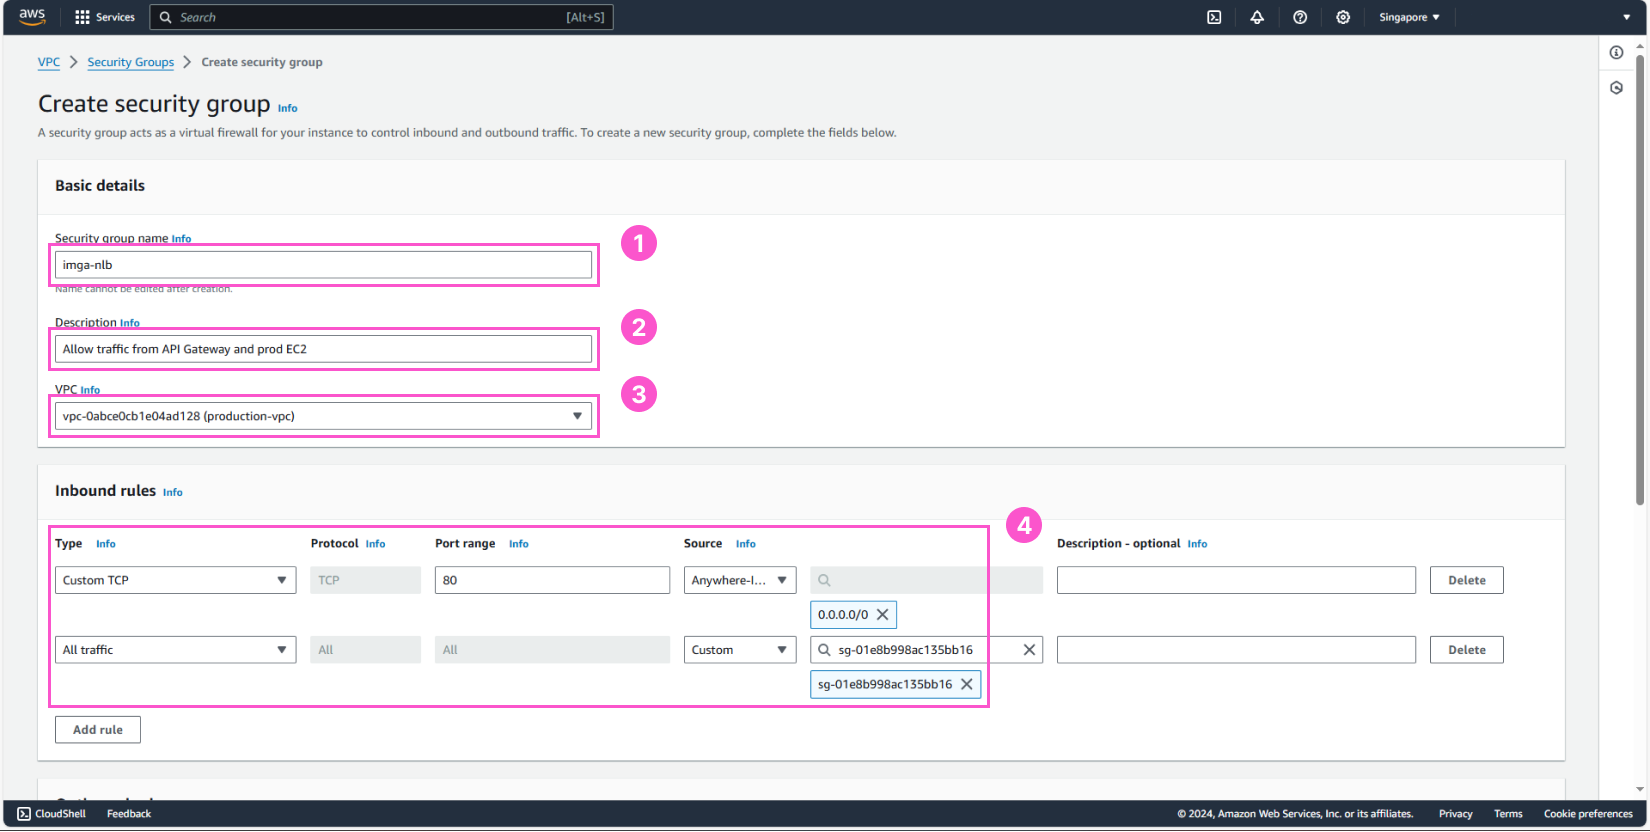 aws Services Search [Alt+S] Singapore
VPC > Security Groups > Create security group
Create security group Info
A security group acts as a virtual firewall for your instance to control inbound and outbound traffic. To create a new security group, complete the fields below.
Basic details
Security group name Info
1
imga-nlb
Name cannot be edited after creation.
Description Info
2
Allow traffic from API Gateway and prod EC2
VPC Info
3
vpc-0abce0cb1e04ad128 (production-vpc)
Inbound rules Info
4
Type Info Protocol Info Port range Info Source Info Description - optional Info
Custom TCP TCP 80 Anywhere-I... Delete
0.0.0.0/0
All traffic All All Custom sg-01e8b998ac135bb16 Delete
sg-01e8b998ac135bb16
Add rule
CloudShell Feedback © 2024, Amazon Web Services, Inc. or its affiliates. Privacy Terms Cookie preferences